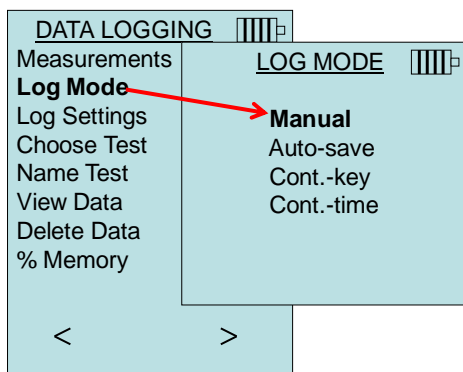 DATA LOGGING
Measurements
Log Mode
Log Settings
Choose Test
Name Test
View Data
Delete Data
% Memory
< >
LOG MODE
Manual
Auto-save
Cont.-key
Cont.-time